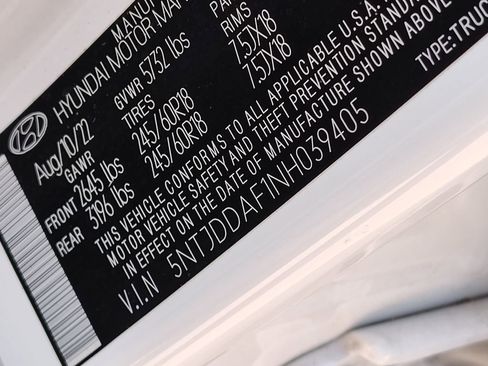 MANU
HYUNDAI MOTOR MAN
Aug/10/22 GVWR 5732 lbs PA
GAWR TIRES RIMS
FRONT 2645 lbs 245/60R18 7.5JX18
REAR 3196 lbs 245/60R18 7.5JX18
THIS VEHICLE CONFORMS TO ALL APPLICABLE U.S.A.
MOTOR VEHICLE SAFETY AND THEFT PREVENTION STANDAR
IN EFFECT ON THE DATE OF MANUFACTURE SHOWN ABOVE
V.I.N 5NTJDDAF1NH039405 TYPE:TRUC